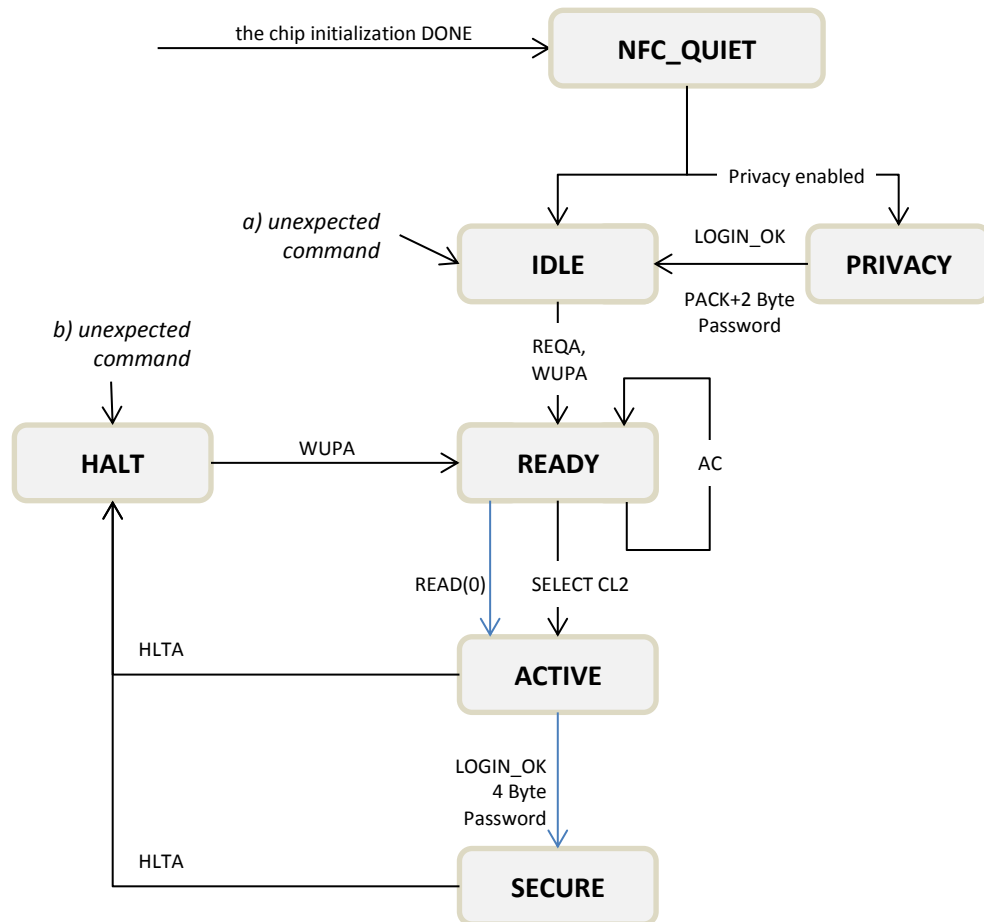 the chip initialization DONE
NFC_QUIET
Privacy enabled
a) unexpected
command
IDLE
LOGIN_OK
PRIVACY
PACK+2 Byte
Password
b) unexpected
command
REQA,
WUPA
HALT
WUPA
READY
AC
READ(0)
SELECT CL2
HLTA
ACTIVE
LOGIN_OK
4 Byte
Password
HLTA
SECURE